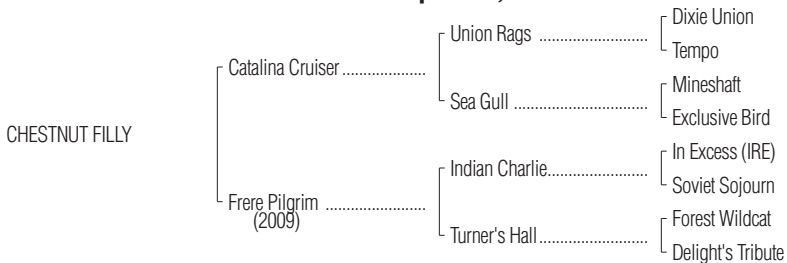 Dixie Union
Union Rags ..................
Tempo
Catalina Cruiser ....................
Mineshaft
Sea Gull ......................
Exclusive Bird
CHESTNUT FILLY
In Excess (IRE)
Indian Charlie.....................
Soviet Sojourn
Frere Pilgrim .....................
(2009)
Forest Wildcat
Turner's Hall .......................
Delight's Tribute